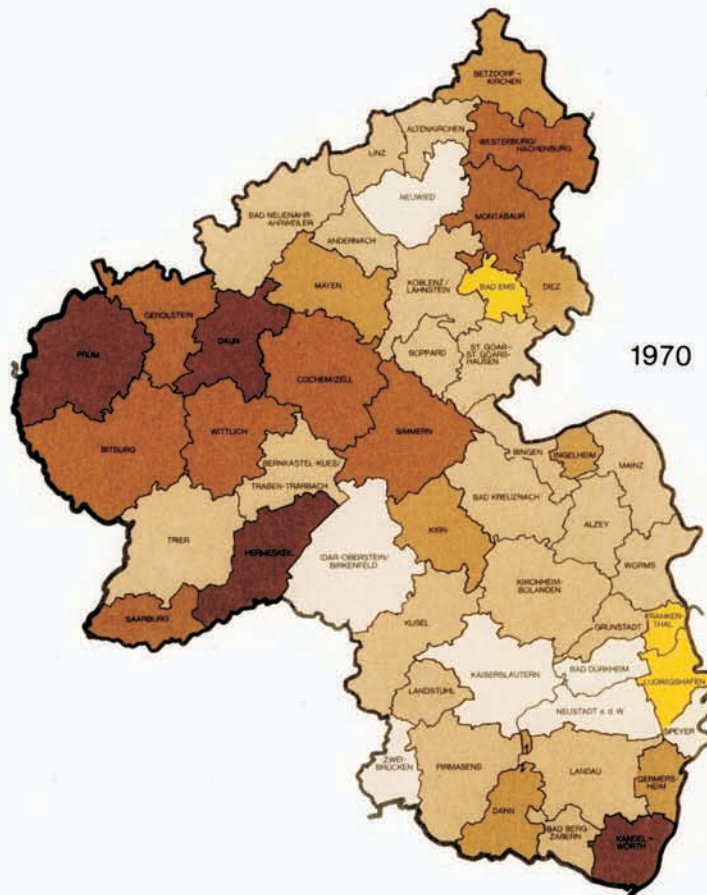 BETZDORF-
KIRCHEN
ALTENKIRCHEN
WESTERBURG/
HACHENBURG
LINZ
NEUWIED
MONTABAUR
BAD NEUENAHR-
AHRWEILER
ANDERNACH
MAYEN
KOBLENZ/
LAHNSTEIN
BAD EMS
DIEZ
GEROLSTEIN
DAUN
PRÜM
BOPPARD
ST. GOAR-
ST. GOARS-
HAUSEN
1970
COCHEM/ZELL
BITBURG
WITTLICH
SIMMERN
BERNKASTEL-KUES/
TRABEN-TRARBACH
BINGEN
INGELHEIM
MAINZ
BAD KREUZNACH
TRIER
HERMESKEIL
IDAR-OBERSTEIN/
BIRKENFELD
KIRN
ALZEY
WORMS
KIRCHHEIM-
BOLANDEN
SAARBURG
KUSEL
GRÜNSTADT
FRANKEN-
THAL
KAISERSLAUTERN
BAD DÜRKHEIM
LUDWIGSHAFEN
LANDSTUHL
NEUSTADT a. d. W.
SPEYER
ZWEI-
BRÜCKEN
PIRMASENS
LANDAU
GERMERS-
HEIM
DAHN
BAD BERG-
ZABERN
KANDEL-
WÖRTH